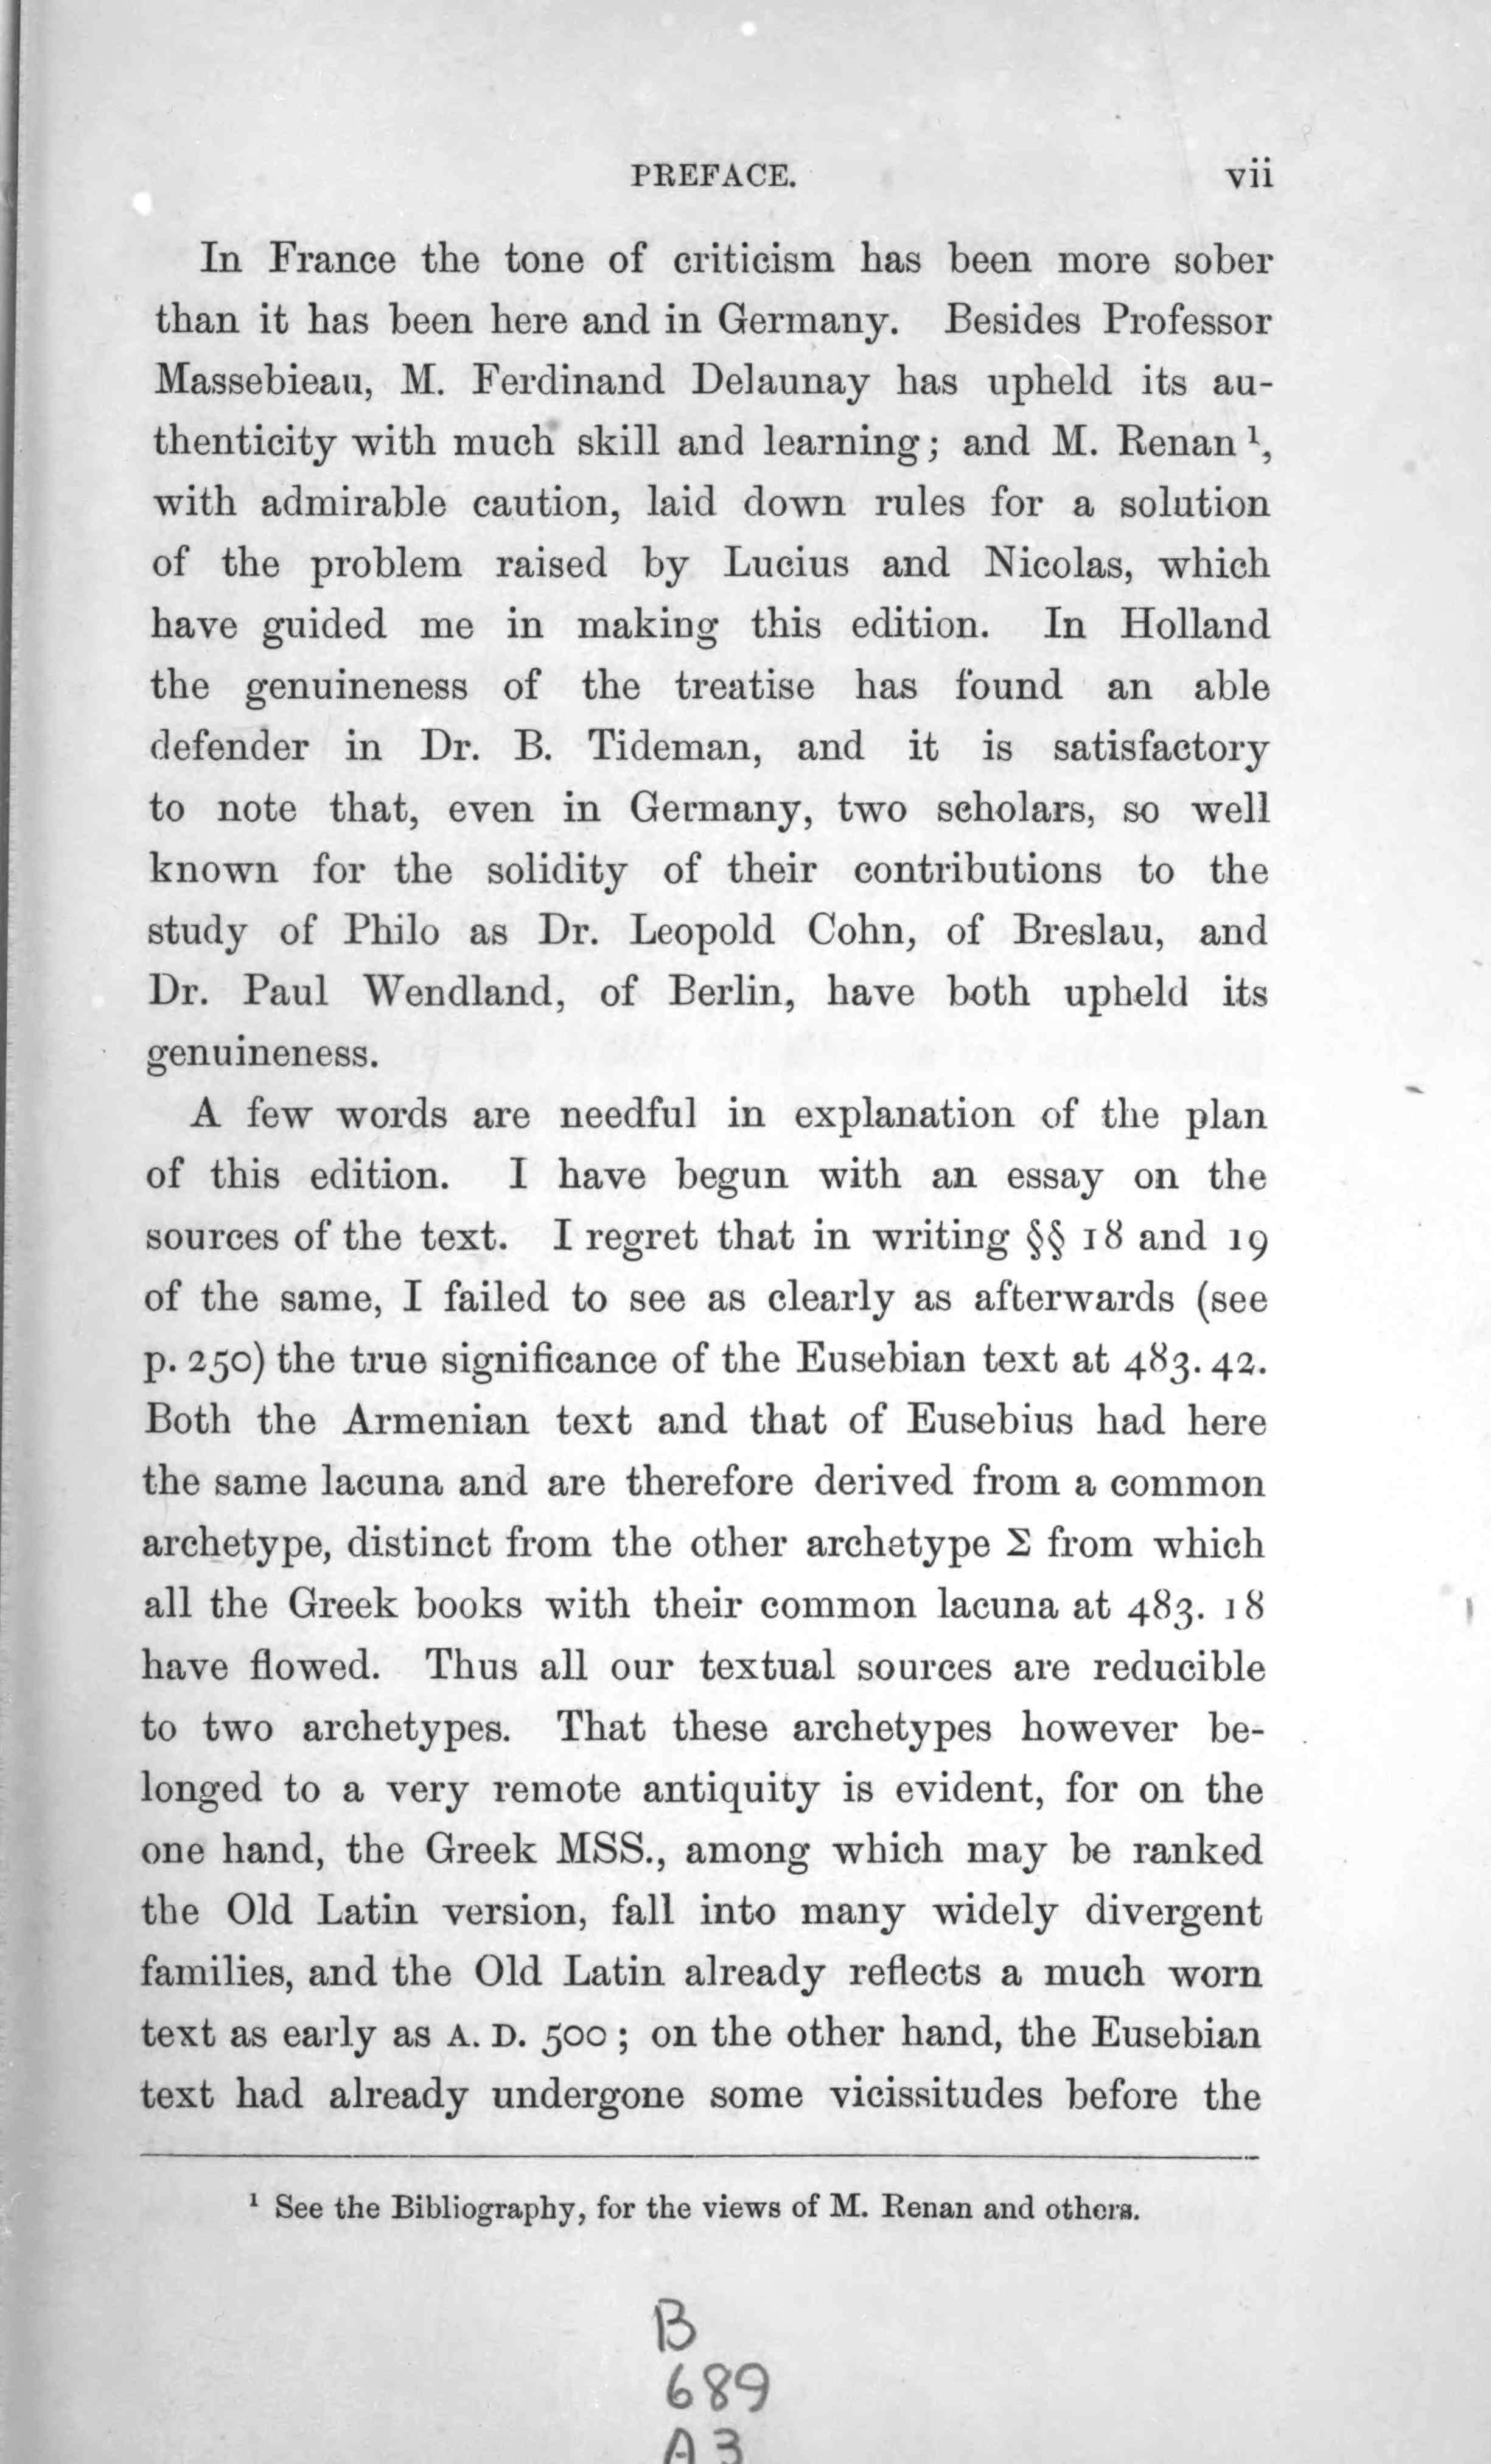 PREFACE. vii
In France the tone of criticism has been more sober
than it has been here and in Germany. Besides Professor
Massebieau, M. Ferdinand Delaunay has upheld its au-
thenticity with much skill and learning; and M. Renan ¹,
with admirable caution, laid down rules for a solution
of the problem raised by Lucius and Nicolas, which
have guided me in making this edition. In Holland
the genuineness of the treatise has found an able
defender in Dr. B. Tideman, and it is satisfactory
to note that, even in Germany, two scholars, so well
known for the solidity of their contributions to the
study of Philo as Dr. Leopold Cohn, of Breslau, and
Dr. Paul Wendland, of Berlin, have both upheld its
genuineness.
A few words are needful in explanation of the plan
of this edition. I have begun with an essay on the
sources of the text. I regret that in writing §§ 18 and 19
of the same, I failed to see as clearly as afterwards (see
p. 250) the true significance of the Eusebian text at 483. 42.
Both the Armenian text and that of Eusebius had here
the same lacuna and are therefore derived from a common
archetype, distinct from the other archetype Σ from which
all the Greek books with their common lacuna at 483. 18
have flowed. Thus all our textual sources are reducible
to two archetypes. That these archetypes however be-
longed to a very remote antiquity is evident, for on the
one hand, the Greek MSS., among which may be ranked
the Old Latin version, fall into many widely divergent
families, and the Old Latin already reflects a much worn
text as early as A. D. 500 ; on the other hand, the Eusebian
text had already undergone some vicissitudes before the
¹ See the Bibliography, for the views of M. Renan and others.
B
689
A3